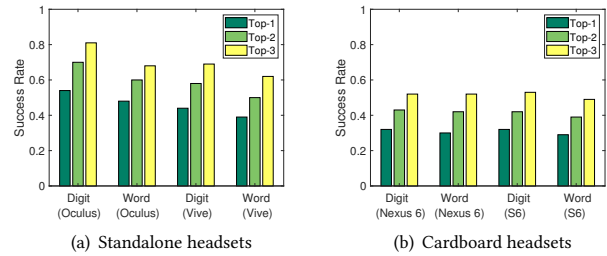 1
0.8
0.6
0.4
0.2
0
Success Rate
Top-1
Top-2
Top-3
Digit (Oculus)
Word (Oculus)
Digit (Vive)
Word (Vive)
(a) Standalone headsets
1
0.8
0.6
0.4
0.2
0
Success Rate
Top-1
Top-2
Top-3
Digit (Nexus 6)
Word (Nexus 6)
Digit (S6)
Word (S6)
(b) Cardboard headsets